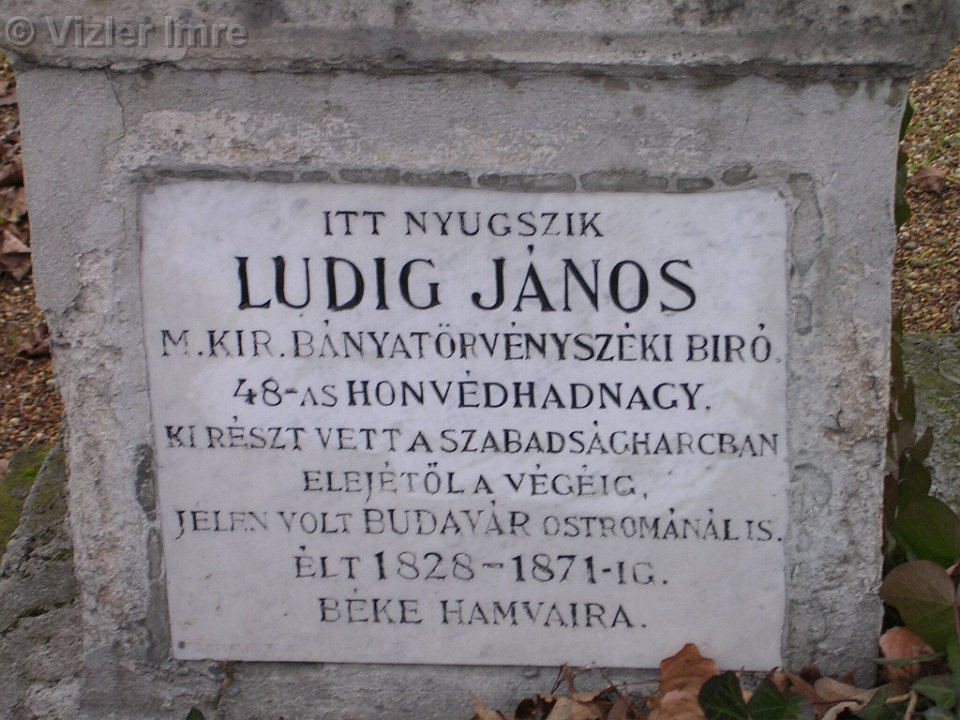 © Vizler Imre
ITT NYUGSZIK
LUDIG JÁNOS
M. KIR. BÁNYATÖRVÉNYSZÉKI BIRÓ.
48-AS HONVÉDHADNAGY.
KI RÉSZT VETT A SZABADSÁGHARCBAN
ELEJÉTŐL A VÉGÉIG,
JELEN VOLT BUDAVÁR OSTROMÁNÁL IS.
ÉLT 1828-1871-IG.
BÉKE HAMVAIRA.